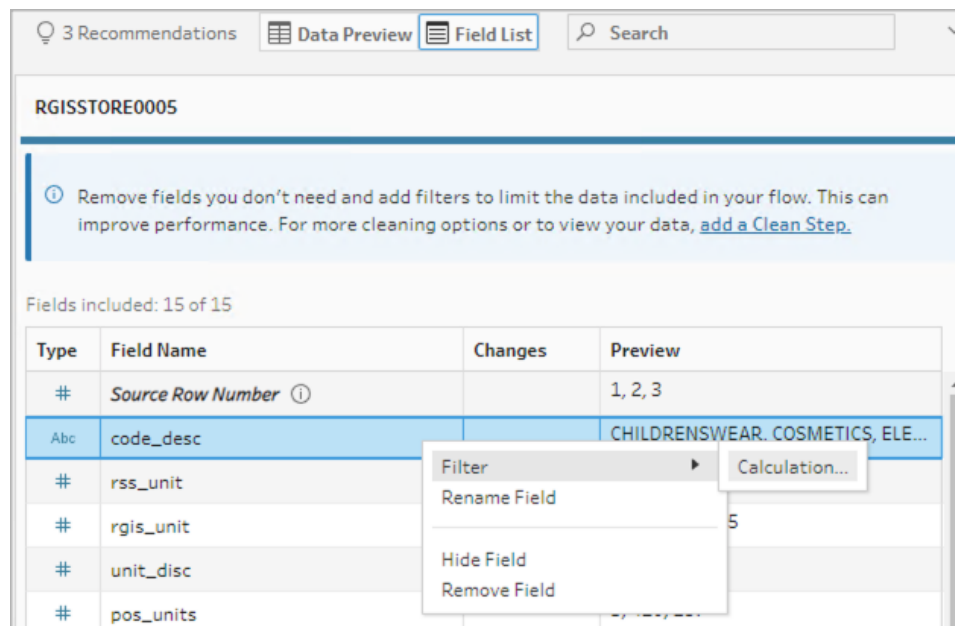 3 Recommendations Data Preview Field List Search
RGISSTORE0005
Remove fields you don't need and add filters to limit the data included in your flow. This can
improve performance. For more cleaning options or to view your data, add a Clean Step.
Fields included: 15 of 15
Type Field Name Changes Preview
# Source Row Number 1, 2, 3
Abc code_desc CHILDRENSWEAR, COSMETICS, ELE...
Filter Calculation...
# rss_unit
Rename Field
# rgis_unit 5
Hide Field
# unit_disc
Remove Field
# pos_units